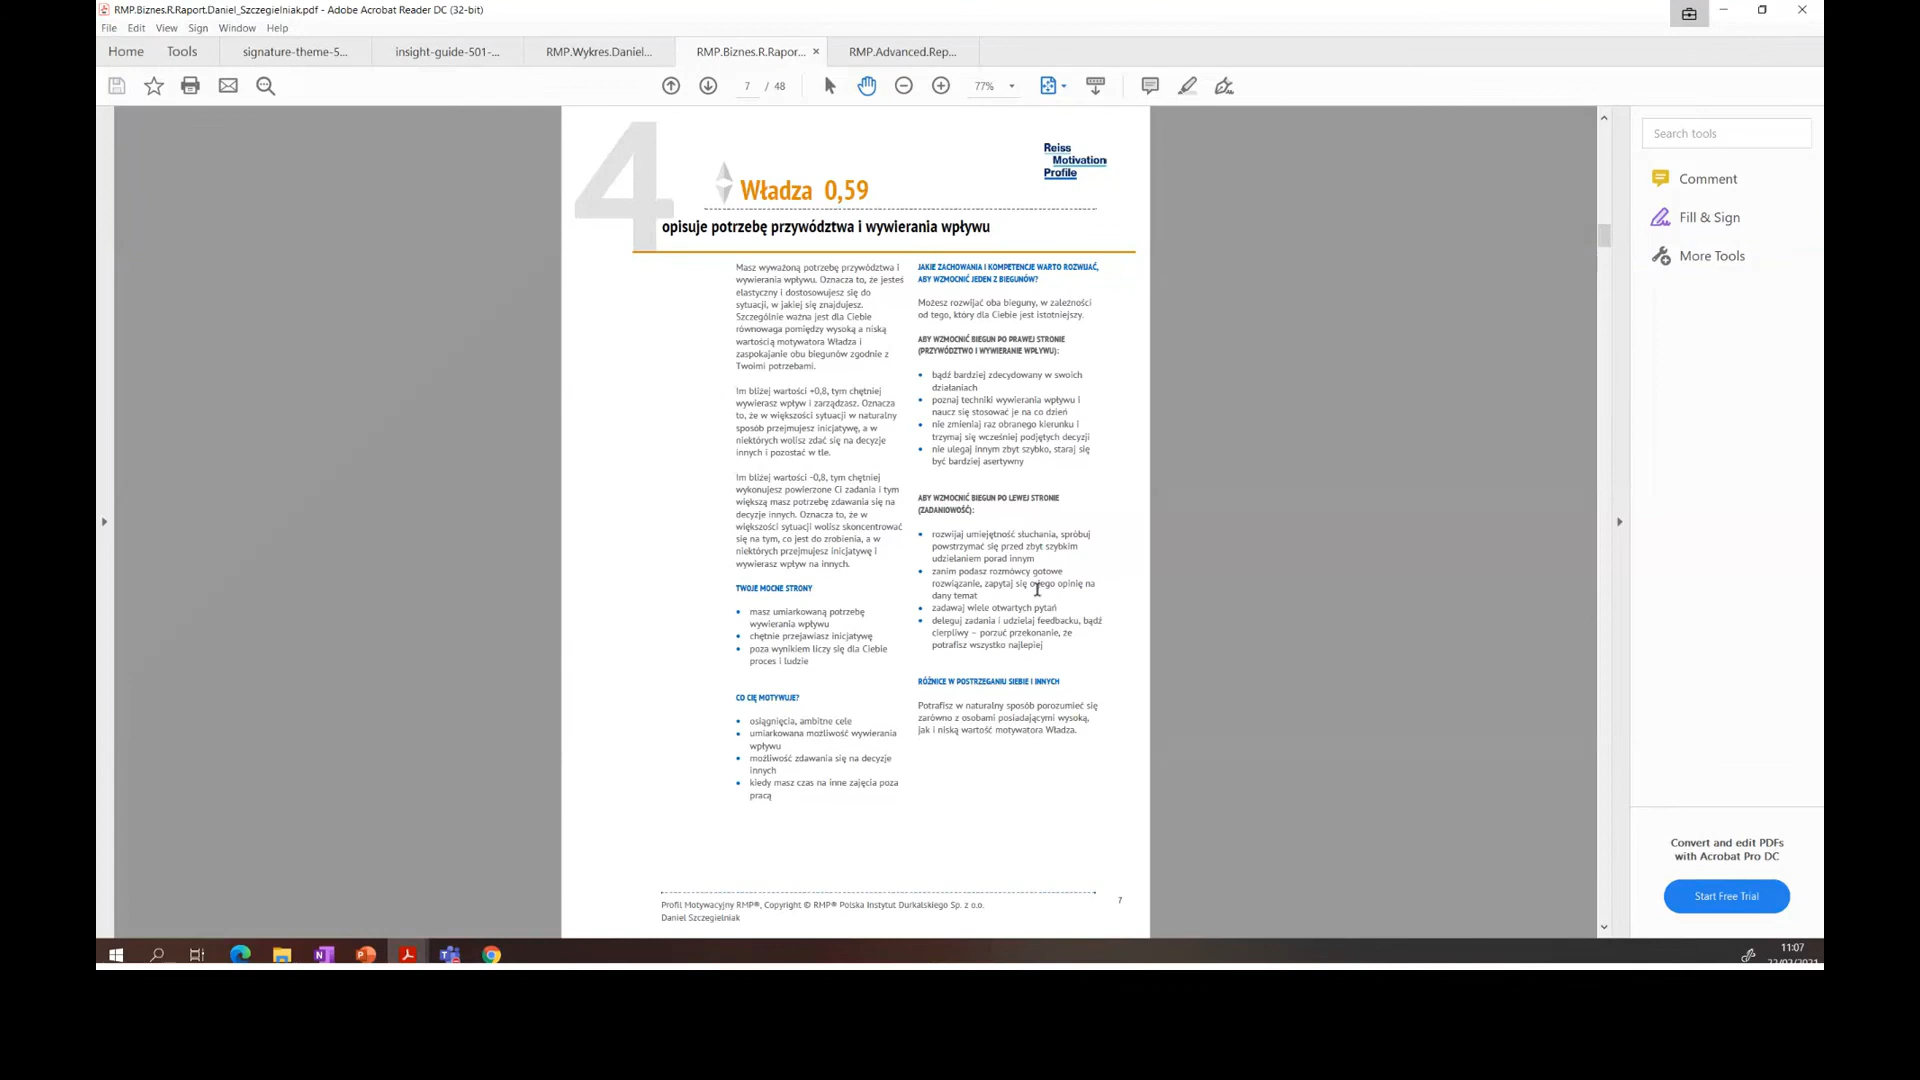 RMP.Biznes.R.Raport.Daniel_Szczegielniak.pdf - Adobe Acrobat Reader DC (32-bit)
File Edit View Sign Window Help
Home Tools signature-theme-5... insight-guide-501-... RMP.Wykres.Daniel... RMP.Biznes.R.Rapor... × RMP.Advanced.Rep...
7 / 48 77%
Search tools
Comment
Fill & Sign
More Tools
Convert and edit PDFs
with Acrobat Pro DC
Start Free Trial
4
Reiss
Motivation
Profile
Władza 0,59
opisuje potrzebę przywództwa i wywierania wpływu
Masz wyważoną potrzebę przywództwa i
wywierania wpływu. Oznacza to, że jesteś
elastyczny i dostosowujesz się do
sytuacji, w jakiej się znajdujesz.
Szczególnie ważna jest dla Ciebie
równowaga pomiędzy wysoką a niską
wartością motywatora Władza i
zaspokajanie obu biegunów zgodnie z
Twoimi potrzebami.
Im bliżej wartości +0,8, tym chętniej
wywierasz wpływ i zarządzasz. Oznacza
to, że w większości sytuacji w naturalny
sposób przejmujesz inicjatywę, a w
niektórych wolisz zdać się na decyzje
innych i pozostać w tle.
Im bliżej wartości -0,8, tym chętniej
wykonujesz powierzone Ci zadania i tym
większą masz potrzebę zdawania się na
decyzje innych. Oznacza to, że w
większości sytuacji wolisz skoncentrować
się na tym, co jest do zrobienia, a w
niektórych przejmujesz inicjatywę i
wywierasz wpływ na innych.
TWOJE MOCNE STRONY
• masz umiarkowaną potrzebę
wywierania wpływu
• chętnie przejawiasz inicjatywę
• poza wynikiem liczy się dla Ciebie
proces i ludzie
CO CIĘ MOTYWUJE?
• osiągnięcia, ambitne cele
• umiarkowana możliwość wywierania
wpływu
• możliwość zdawania się na decyzje
innych
• kiedy masz czas na inne zajęcia poza
pracą
JAKIE ZACHOWANIA I KOMPETENCJE WARTO ROZWIJAĆ,
ABY WZMOCNIĆ JEDEN Z BIEGUNÓW?
Możesz rozwijać oba bieguny, w zależności
od tego, który dla Ciebie jest istotniejszy.
ABY WZMOCNIĆ BIEGUN PO PRAWEJ STRONIE
(PRZYWÓDZTWO I WYWIERANIE WPŁYWU):
• bądź bardziej zdecydowany w swoich
działaniach
• poznaj techniki wywierania wpływu i
naucz się stosować je na co dzień
• nie zmieniaj raz obranego kierunku i
trzymaj się wcześniej podjętych decyzji
• nie ulegaj innym zbyt szybko, staraj się
być bardziej asertywny
ABY WZMOCNIĆ BIEGUN PO LEWEJ STRONIE
(ZADANIOWOŚĆ):
• rozwijaj umiejętność słuchania, spróbuj
powstrzymać się przed zbyt szybkim
udzielaniem porad innym
• zanim podasz rozmówcy gotowe
rozwiązanie, zapytaj się o jego opinię na
dany temat
• zadawaj wiele otwartych pytań
• deleguj zadania i udzielaj feedbacku, bądź
cierpliwy – porzuć przekonanie, że
potrafisz wszystko najlepiej
RÓŻNICE W POSTRZEGANIU SIEBIE I INNYCH
Potrafisz w naturalny sposób porozumieć się
zarówno z osobami posiadającymi wysoką,
jak i niską wartość motywatora Władza.
Profil Motywacyjny RMP®, Copyright © RMP® Polska Instytut Durkalskiego Sp. z o.o.
Daniel Szczegielniak
7
11:07